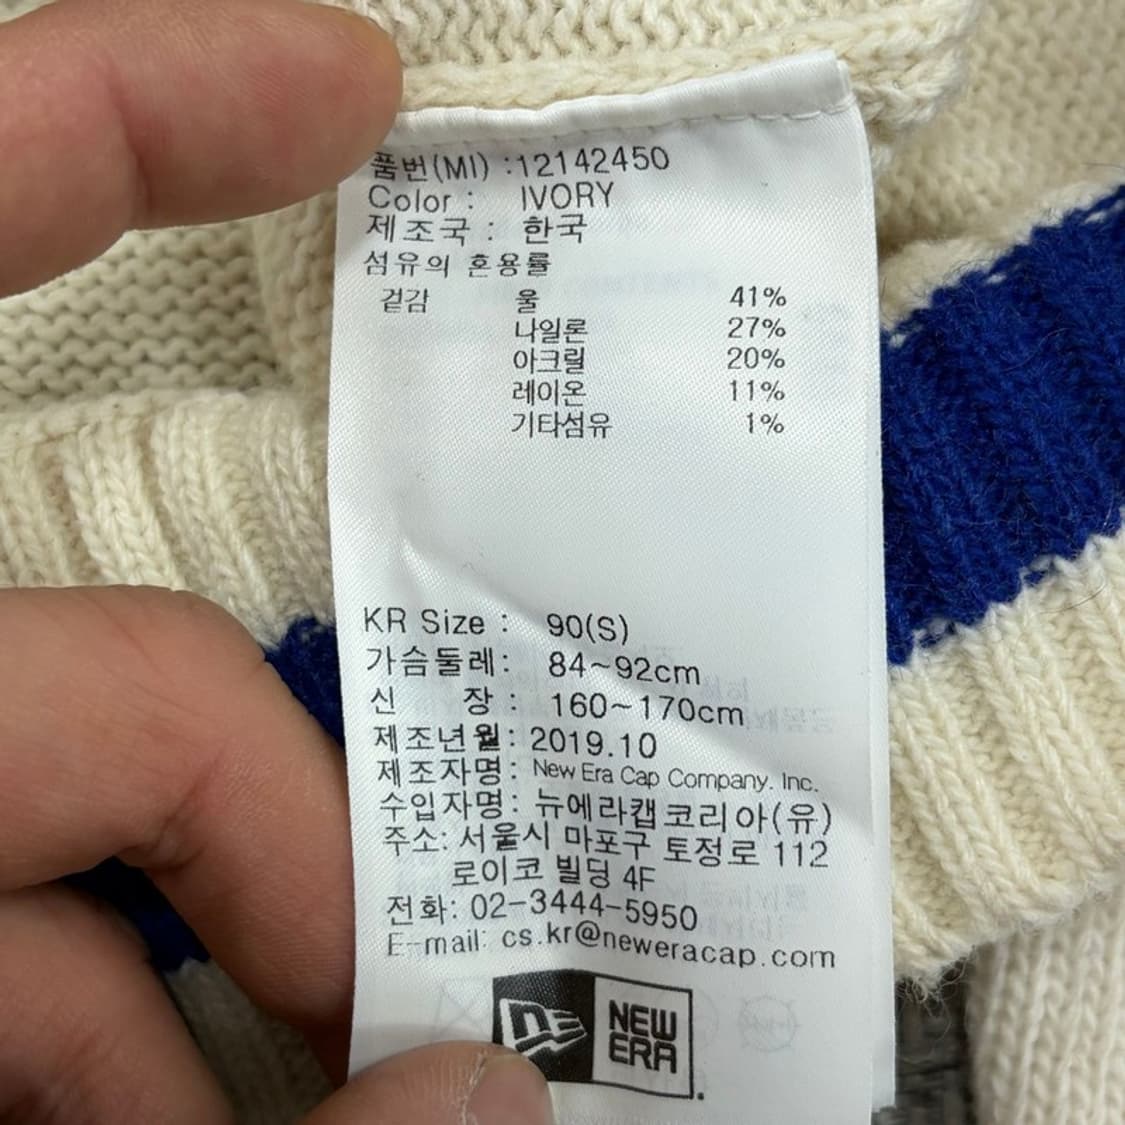 품번(MI) :12142450
Color : IVORY
제조국 : 한국
섬유의 혼용률
겉감 울 41%
나일론 27%
아크릴 20%
레이온 11%
기타섬유 1%
KR Size : 90(S)
가슴둘레: 84~92cm
신 장 : 160~170cm
제조년월: 2019.10
제조자명: New Era Cap Company. Inc.
수입자명: 뉴에라캡코리아(유)
주소: 서울시 마포구 토정로 112
로이코 빌딩 4F
전화: 02-3444-5950
E-mail: cs.kr@neweracap.com
NEW
ERA